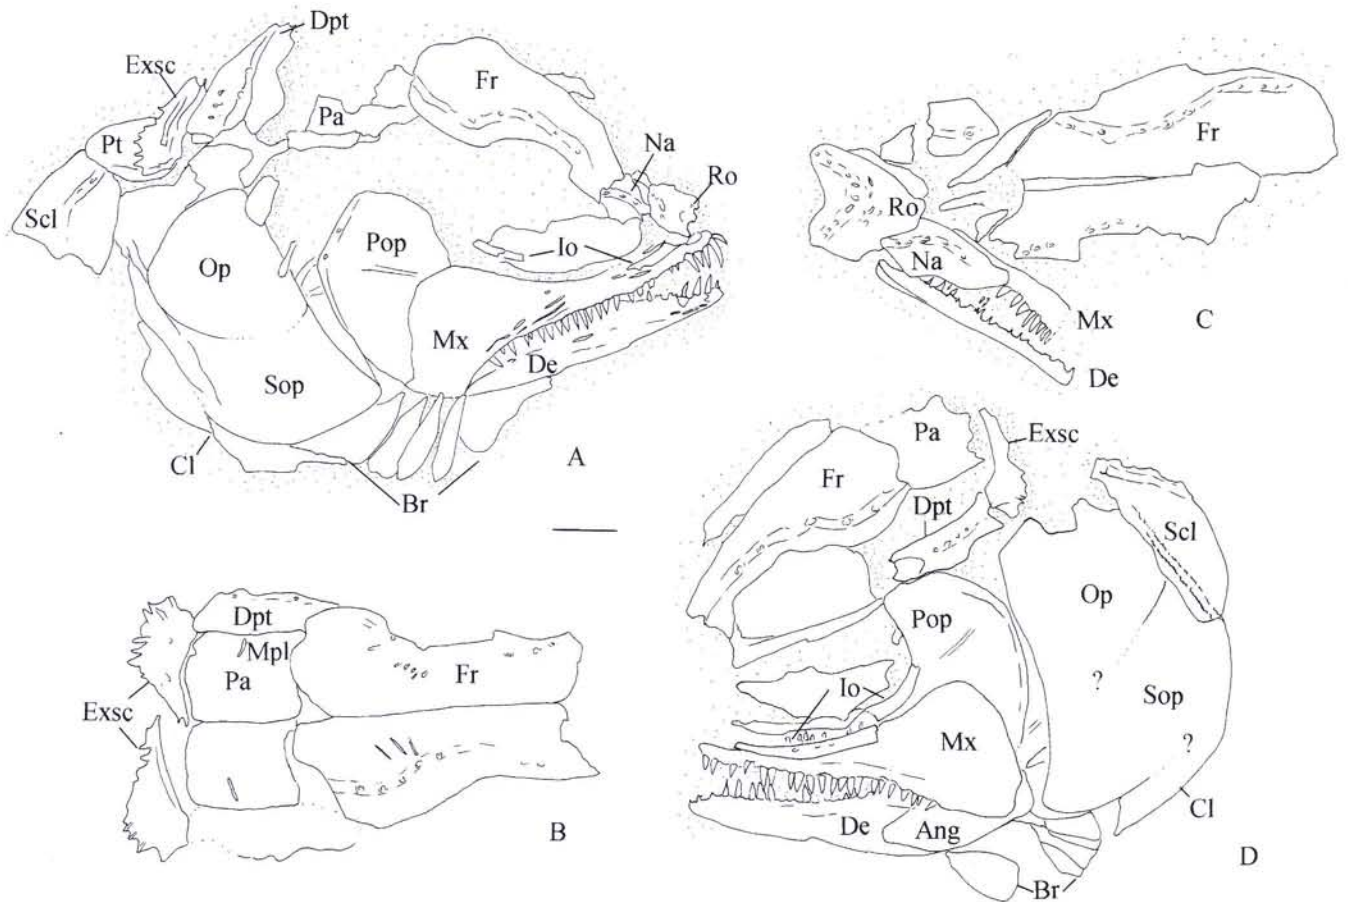 Dpt
Exsc
Fr
Pa
Pt
Na
Ro
Scl
Pop
Io
Op
Mx
De
Sop
Cl
Br
A
Fr
Ro
Na
Mx
C
De
Dpt
Mpl
Pa
Fr
Exsc
B
Pa
Exsc
Fr
Dpt
Scl
Op
Pop
?
Sop
Io
Mx
?
Cl
De
Ang
D
Br